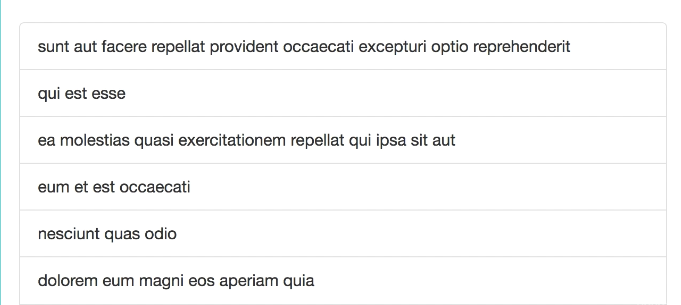 sunt aut facere repellat provident occaecati excepturi optio reprehenderit
qui est esse
ea molestias quasi exercitationem repellat qui ipsa sit aut
eum et est occaecati
nesciunt quas odio
dolorem eum magni eos aperiam quia